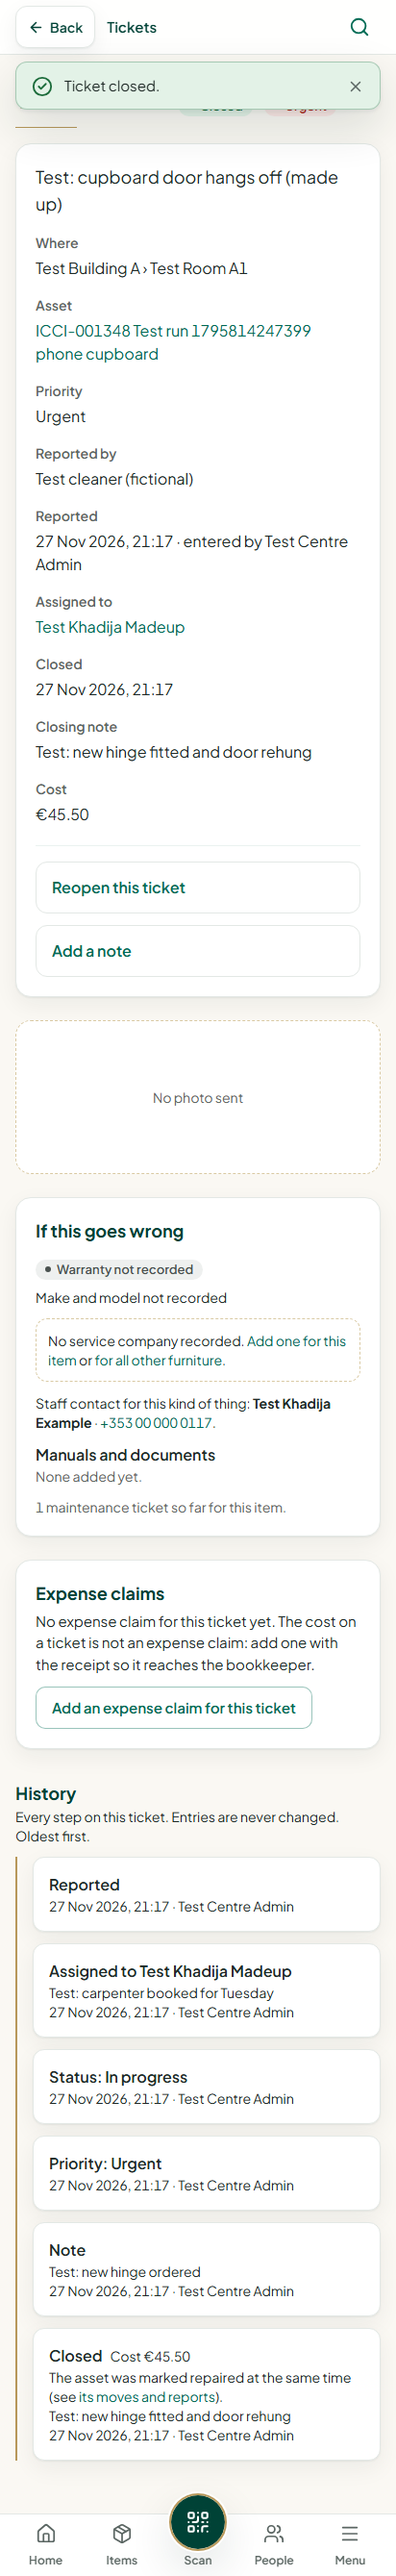 Back
Tickets
Ticket closed.
Test: cupboard door hangs off (made
up)
Where
Test Building A › Test Room A1
Asset
ICCI-001348 Test run 1795814247399
phone cupboard
Priority
Urgent
Reported by
Test cleaner (fictional)
Reported
27 Nov 2026, 21:17 · entered by Test Centre
Admin
Assigned to
Test Khadija Madeup
Closed
27 Nov 2026, 21:17
Closing note
Test: new hinge fitted and door rehung
Cost
€45.50
Reopen this ticket
Add a note
No photo sent
If this goes wrong
Warranty not recorded
Make and model not recorded
No service company recorded. Add one for this
item or for all other furniture.
Staff contact for this kind of thing: Test Khadija
Example · +353 00 000 0117.
Manuals and documents
None added yet.
1 maintenance ticket so far for this item.
Expense claims
No expense claim for this ticket yet. The cost on
a ticket is not an expense claim: add one with
the receipt so it reaches the bookkeeper.
Add an expense claim for this ticket
History
Every step on this ticket. Entries are never changed.
Oldest first.
Reported
27 Nov 2026, 21:17 · Test Centre Admin
Assigned to Test Khadija Madeup
Test: carpenter booked for Tuesday
27 Nov 2026, 21:17 · Test Centre Admin
Status: In progress
27 Nov 2026, 21:17 · Test Centre Admin
Priority: Urgent
27 Nov 2026, 21:17 · Test Centre Admin
Note
Test: new hinge ordered
27 Nov 2026, 21:17 · Test Centre Admin
Closed Cost €45.50
The asset was marked repaired at the same time
(see its moves and reports).
Test: new hinge fitted and door rehung
27 Nov 2026, 21:17 · Test Centre Admin
Home
Items
Scan
People
Menu